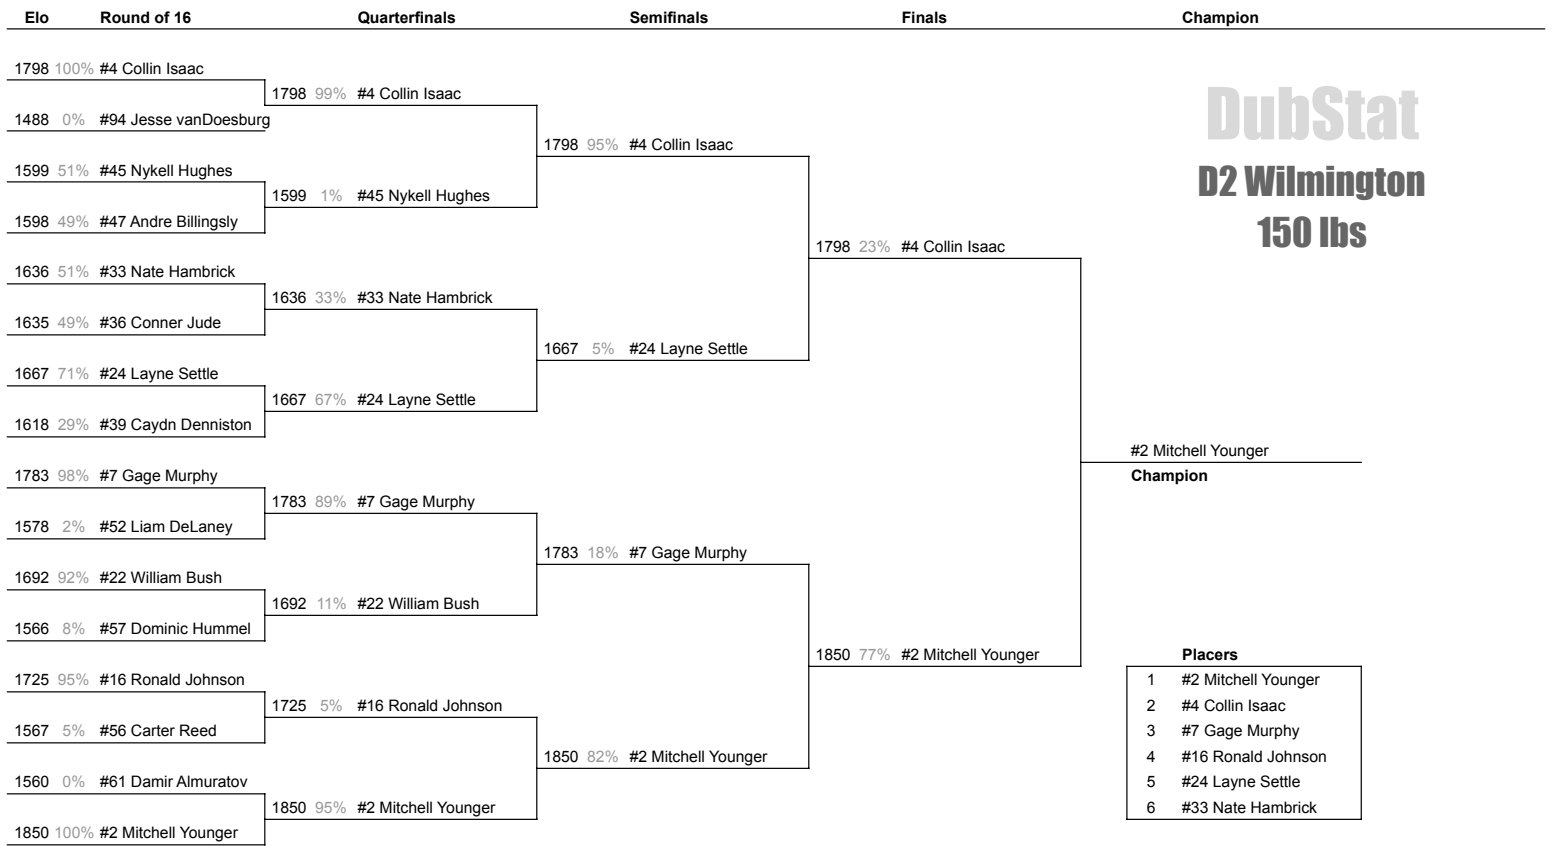 Elo Round of 16 Quarterfinals Semifinals Finals Champion
1798 100% #4 Collin Isaac
1798 99% #4 Collin Isaac
1488 0% #94 Jesse vanDoesburg
1798 95% #4 Collin Isaac
1599 51% #45 Nykell Hughes
1599 1% #45 Nykell Hughes
1598 49% #47 Andre Billingsly
1798 23% #4 Collin Isaac
1636 51% #33 Nate Hambrick
1636 33% #33 Nate Hambrick
1635 49% #36 Conner Jude
1667 5% #24 Layne Settle
1667 71% #24 Layne Settle
1667 67% #24 Layne Settle
1618 29% #39 Caydn Denniston
#2 Mitchell Younger
Champion
1783 98% #7 Gage Murphy
1783 89% #7 Gage Murphy
1578 2% #52 Liam DeLaney
1783 18% #7 Gage Murphy
1692 92% #22 William Bush
1692 11% #22 William Bush
1566 8% #57 Dominic Hummel
1850 77% #2 Mitchell Younger
1725 95% #16 Ronald Johnson
1725 5% #16 Ronald Johnson
1567 5% #56 Carter Reed
1850 82% #2 Mitchell Younger
1560 0% #61 Damir Almuratov
1850 95% #2 Mitchell Younger
1850 100% #2 Mitchell Younger
DubStat
D2 Wilmington
150 lbs
Placers
1 #2 Mitchell Younger
2 #4 Collin Isaac
3 #7 Gage Murphy
4 #16 Ronald Johnson
5 #24 Layne Settle
6 #33 Nate Hambrick